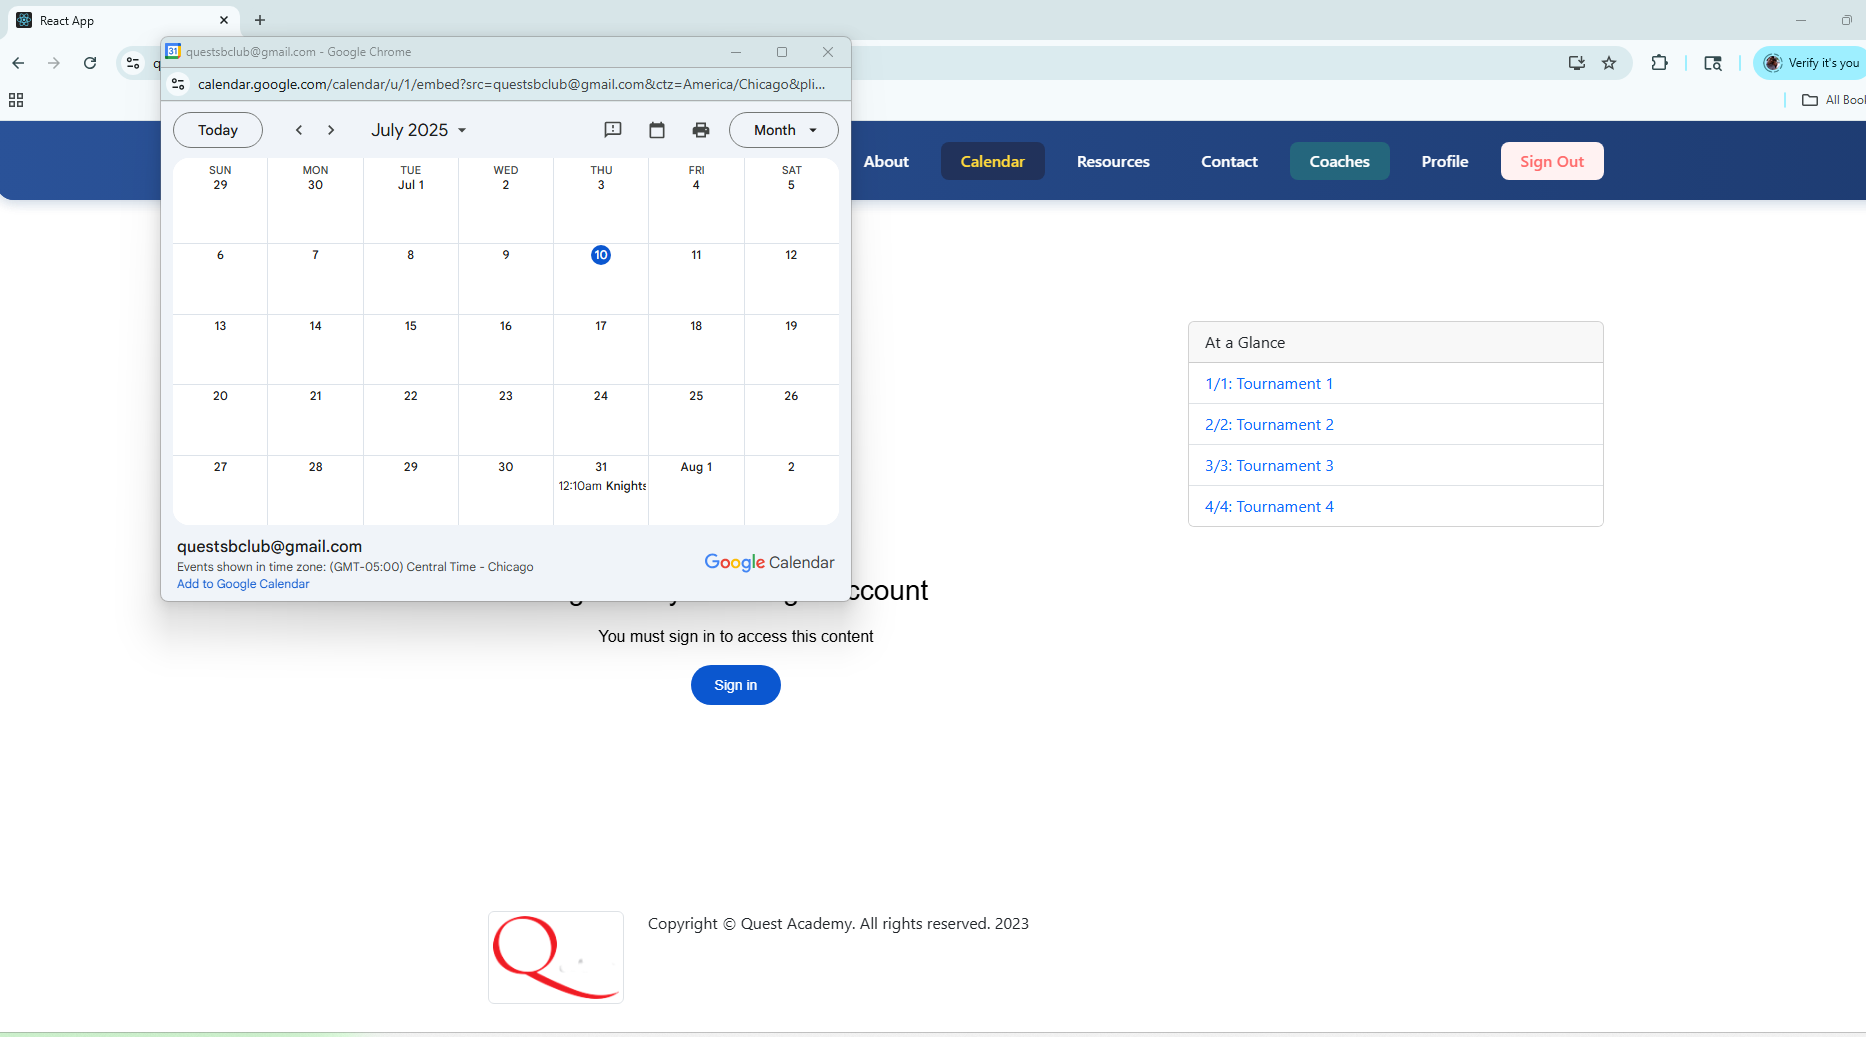 React App
questsbclub@gmail.com - Google Chrome
calendar.google.com/calendar/u/1/embed?src=questsbclub@gmail.com&ctz=America/Chicago&pli...
Verify it's you
All Book
Today
July 2025
Month
SUN MON TUE WED THU FRI SAT
29 30 Jul 1 2 3 4 5
6 7 8 9 10 11 12
13 14 15 16 17 18 19
20 21 22 23 24 25 26
27 28 29 30 31 Aug 1 2
12:10am Knights
questsbclub@gmail.com
Events shown in time zone: (GMT-05:00) Central Time - Chicago
Add to Google Calendar
Google Calendar
About
Calendar
Resources
Contact
Coaches
Profile
Sign Out
At a Glance
1/1: Tournament 1
2/2: Tournament 2
3/3: Tournament 3
4/4: Tournament 4
ccount
You must sign in to access this content
Sign in
Copyright © Quest Academy. All rights reserved. 2023